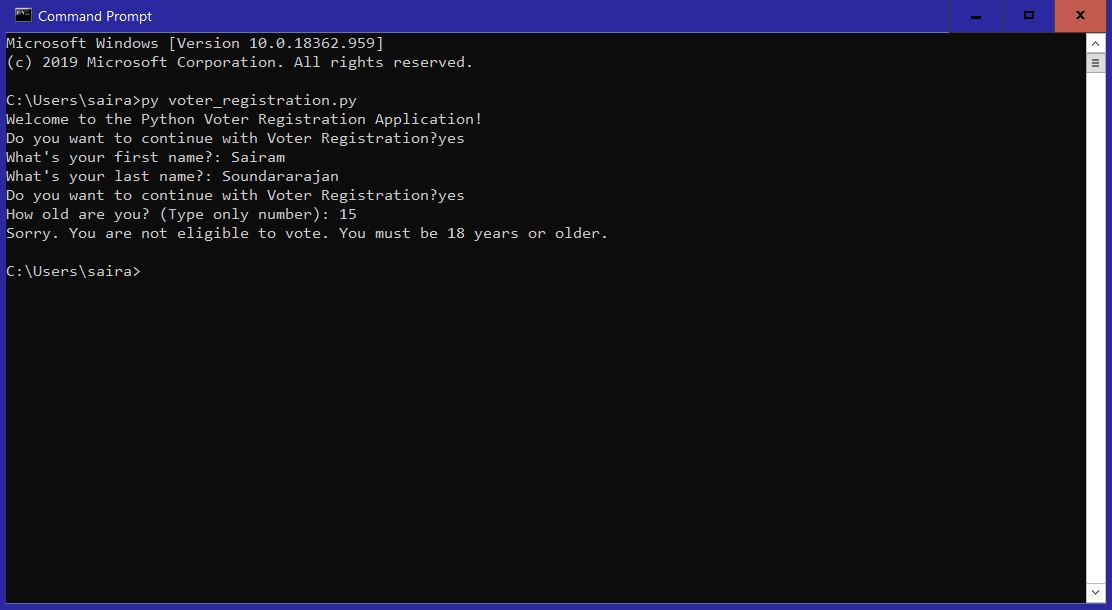 Command Prompt
Microsoft Windows [Version 10.0.18362.959]
(c) 2019 Microsoft Corporation. All rights reserved.
C:\Users\saira>py voter_registration.py
Welcome to the Python Voter Registration Application!
Do you want to continue with Voter Registration?yes
What's your first name?: Sairam
What's your last name?: Soundararajan
Do you want to continue with Voter Registration?yes
How old are you? (Type only number): 15
Sorry. You are not eligible to vote. You must be 18 years or older.
C:\Users\saira>